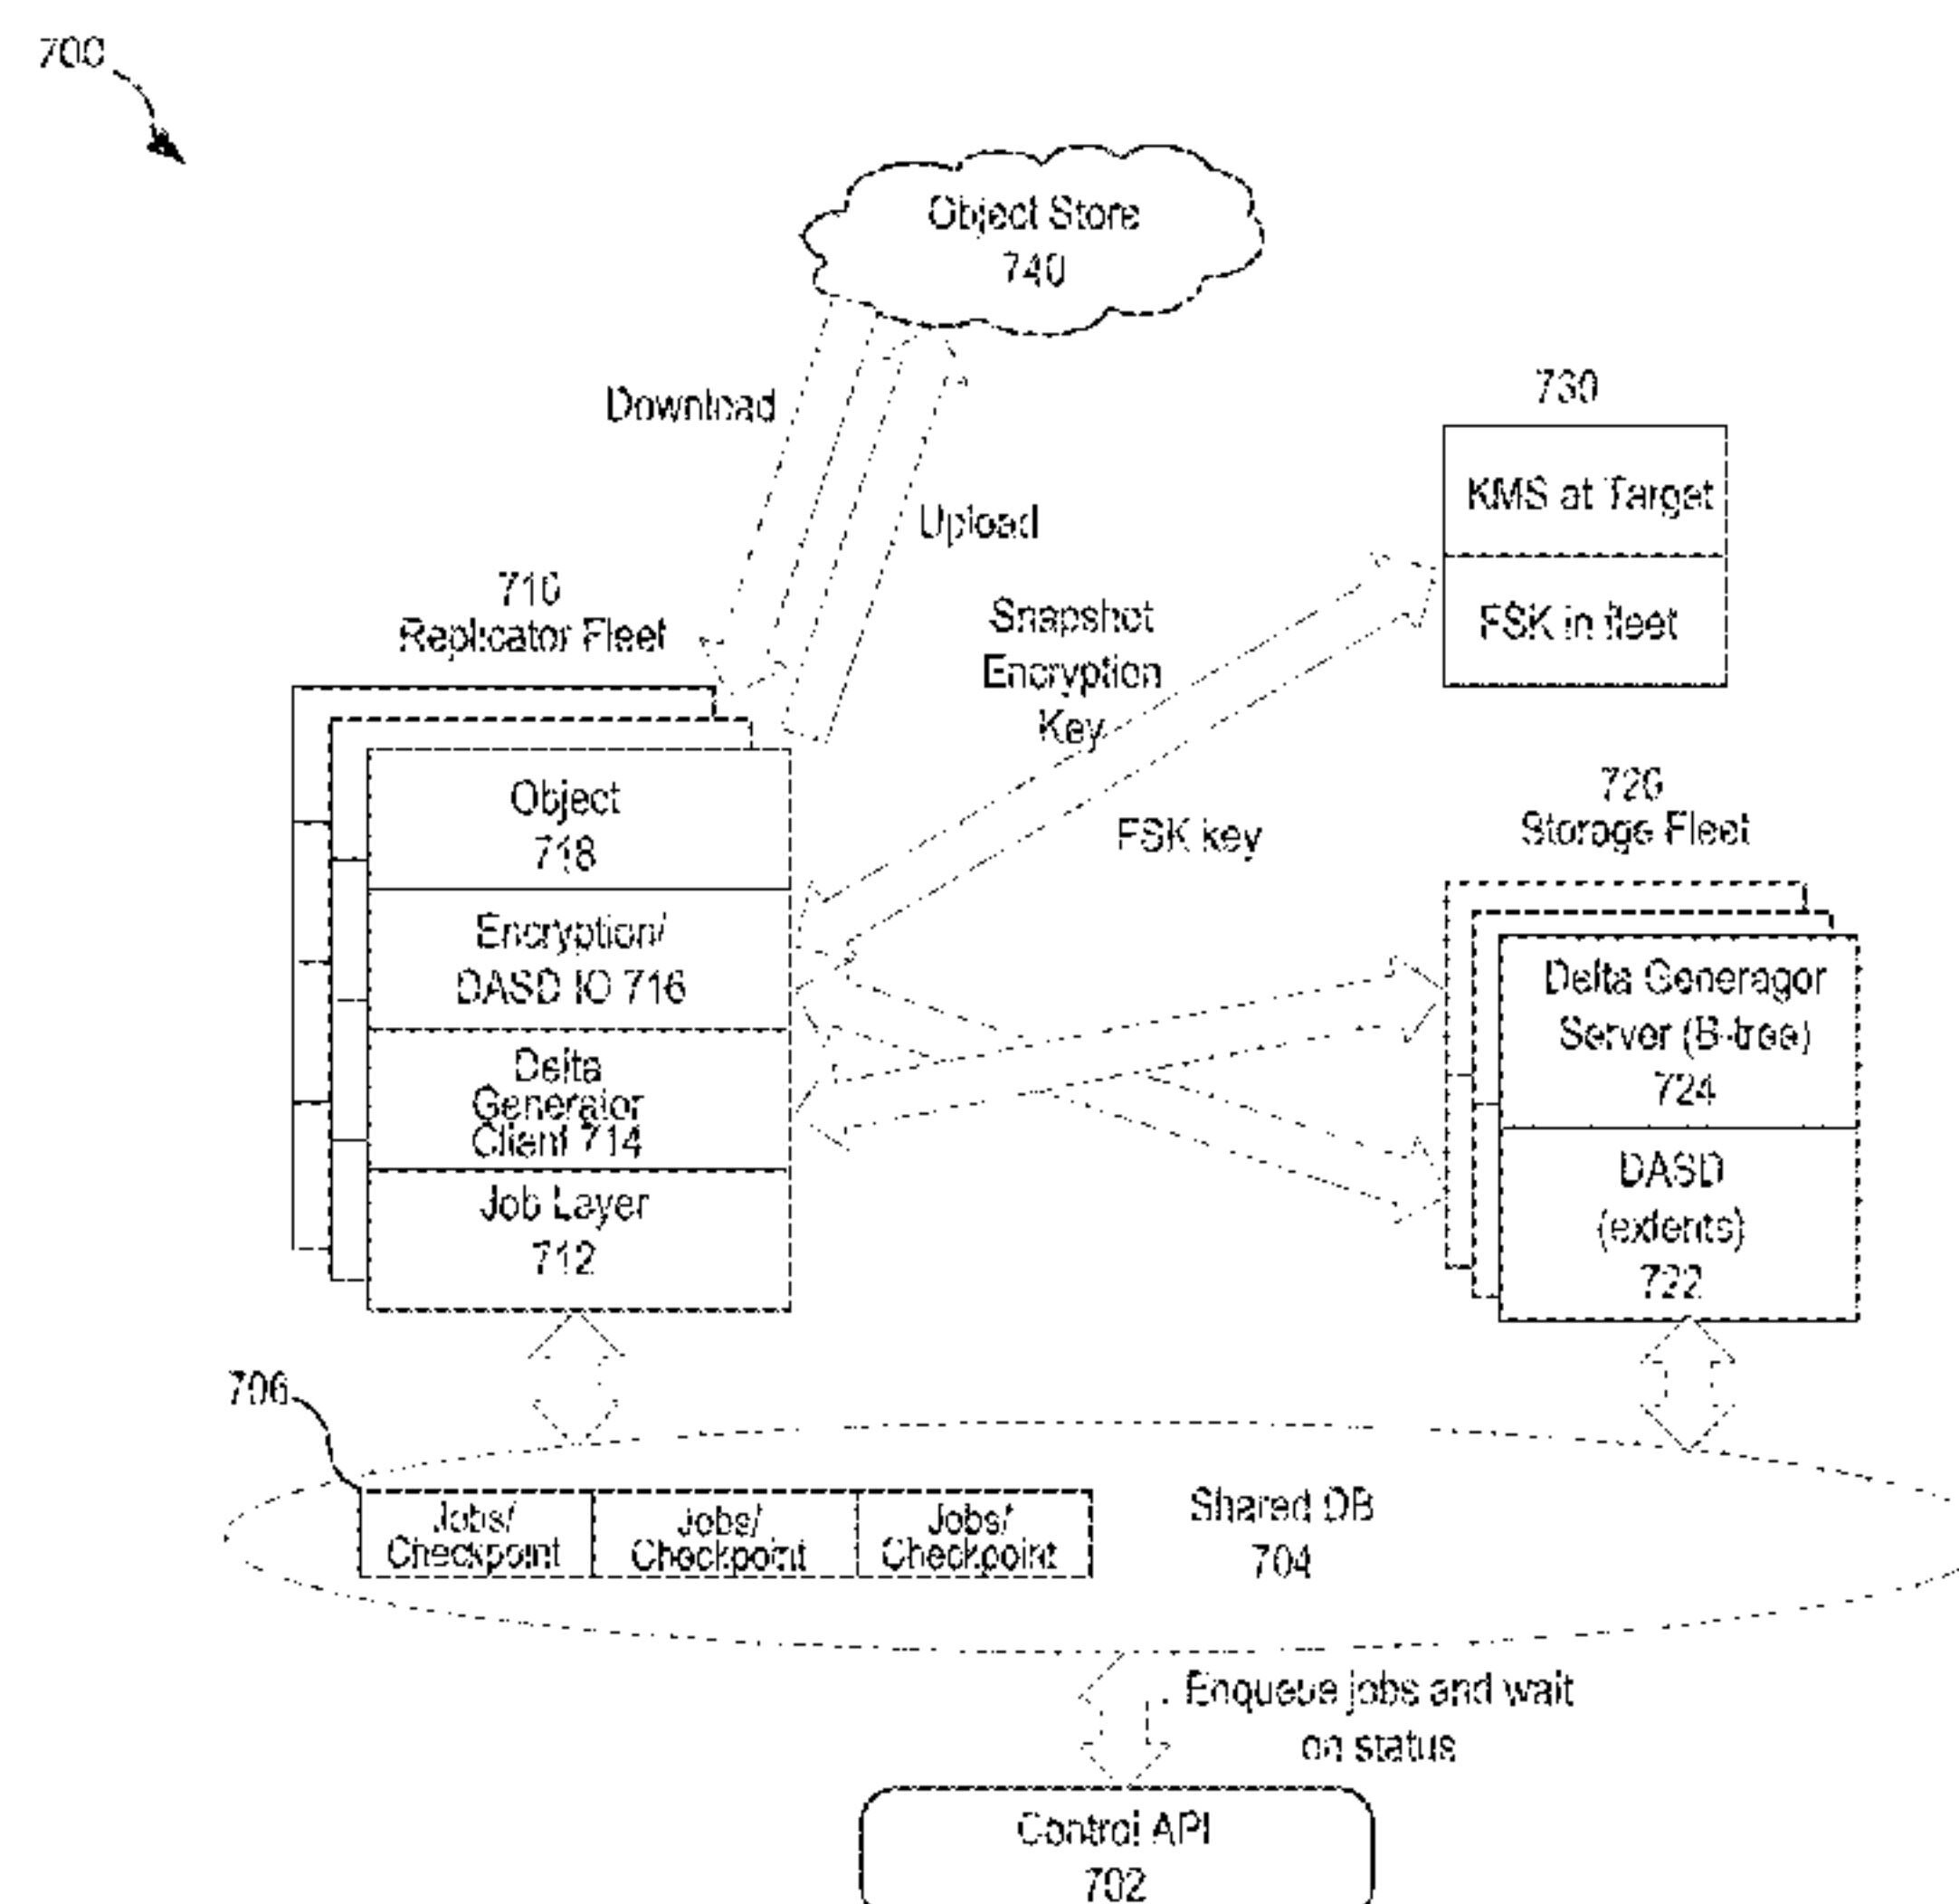 700
Object Store
740
Download
Upload
730
KMS at Target
FSK in fleet
710
Replicator Fleet
Snapshot
Encryption
Key
FSK key
720
Storage Fleet
Object
718
Encryption/
DASD IO 716
Delta
Generator
Client 714
Job Layer
712
Delta Generagor
Server (B-tree)
724
DASD
(extents)
722
706
Jobs/
Checkpoint
Jobs/
Checkpoint
Jobs/
Checkpoint
Shared DB
704
Enqueue jobs and wait
on status
Control API
702